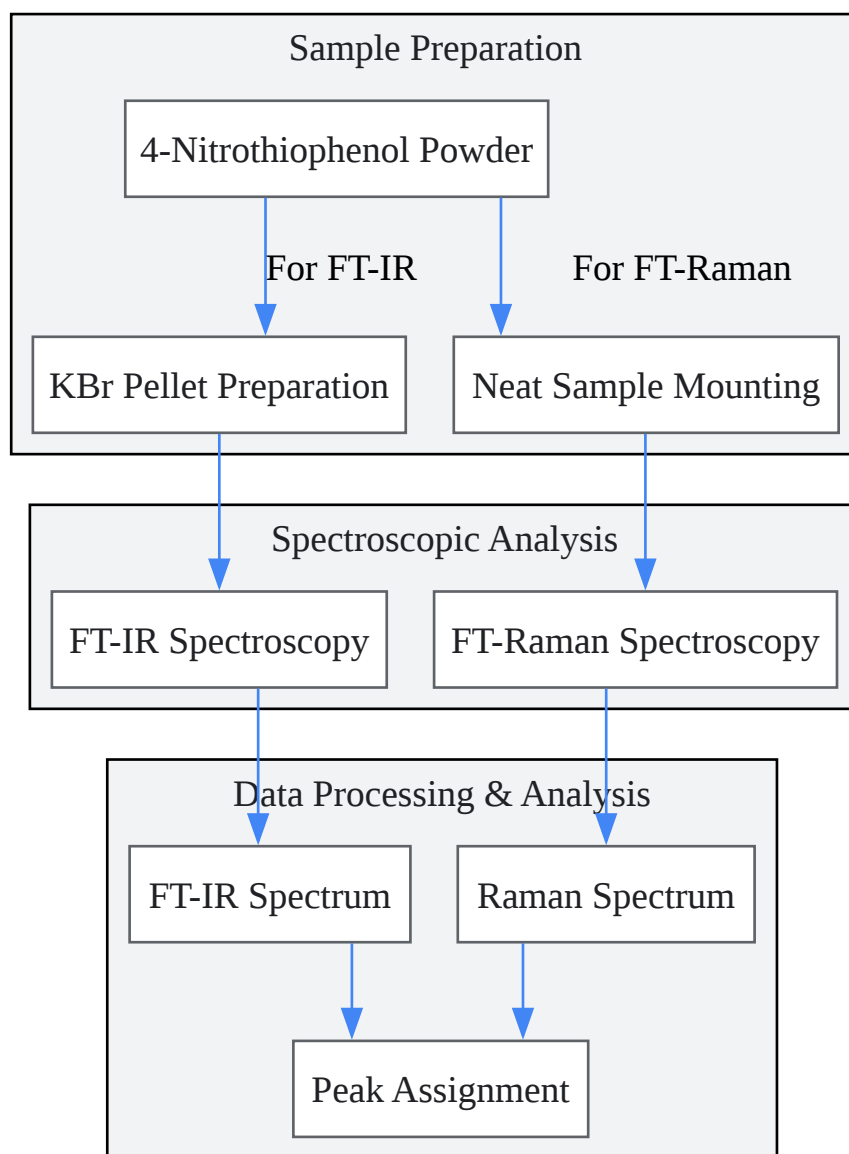 Sample Preparation
4-Nitrothiophenol Powder
For FT-IR
For FT-Raman
KBr Pellet Preparation
Neat Sample Mounting
Spectroscopic Analysis
FT-IR Spectroscopy
FT-Raman Spectroscopy
Data Processing & Analysis
FT-IR Spectrum
Raman Spectrum
Peak Assignment